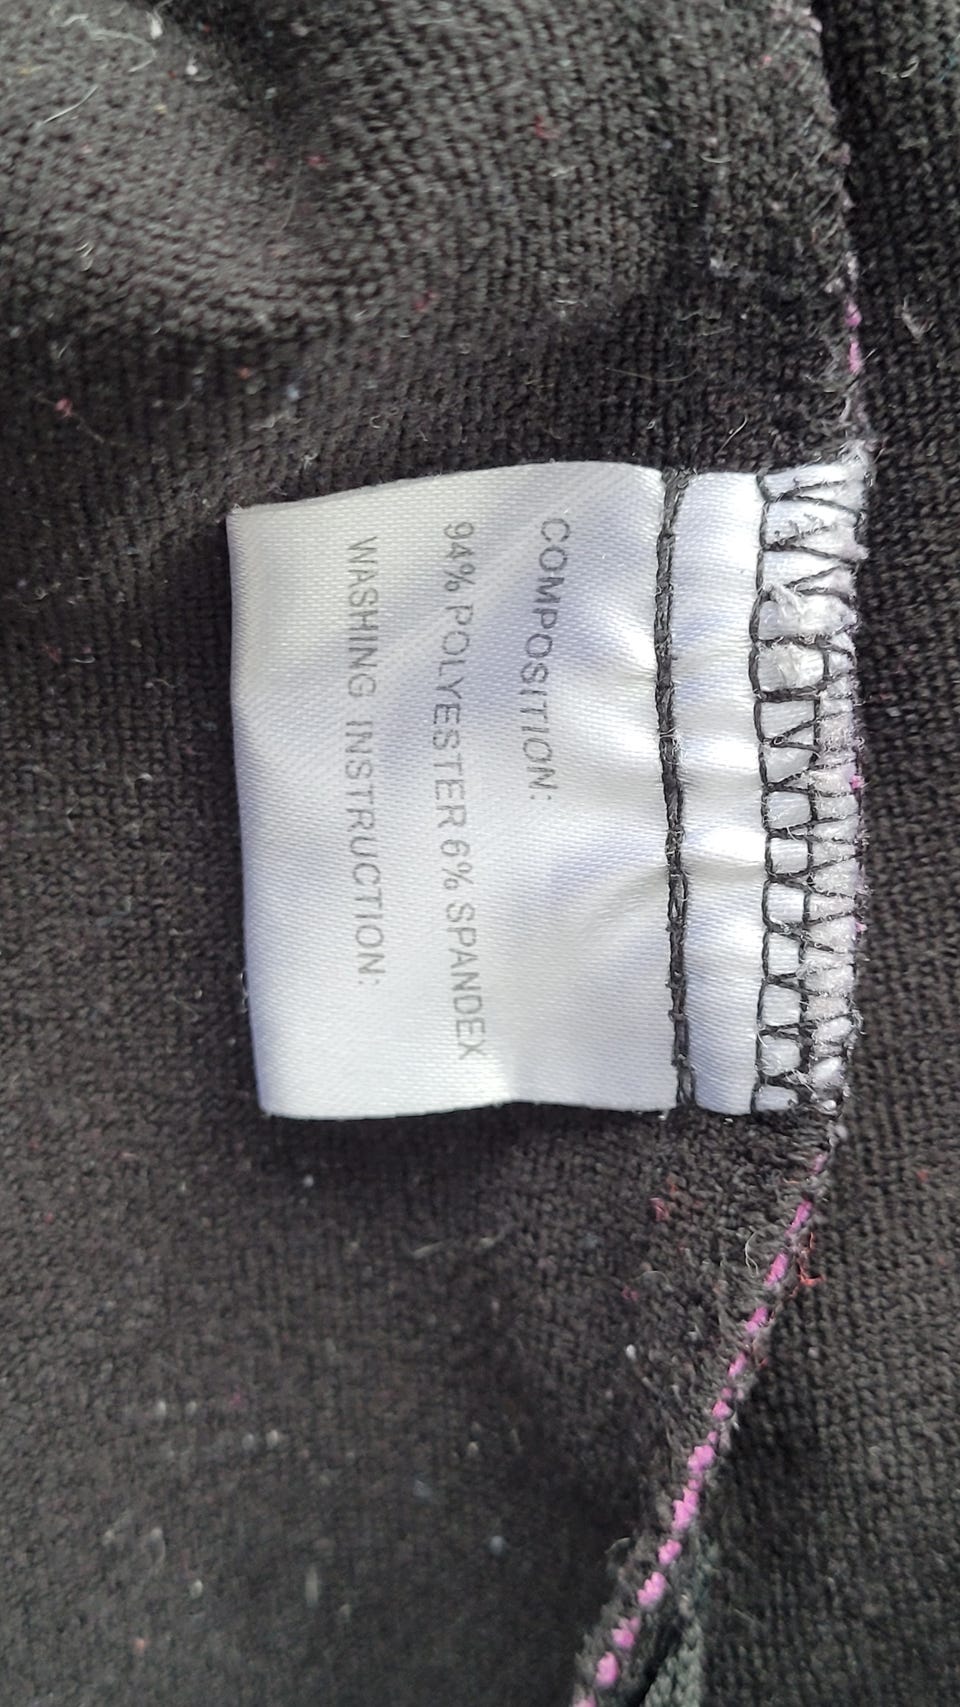 COMPOSITION:
94% POLYESTER 6% SPANDEX
WASHING INSTRUCTION: